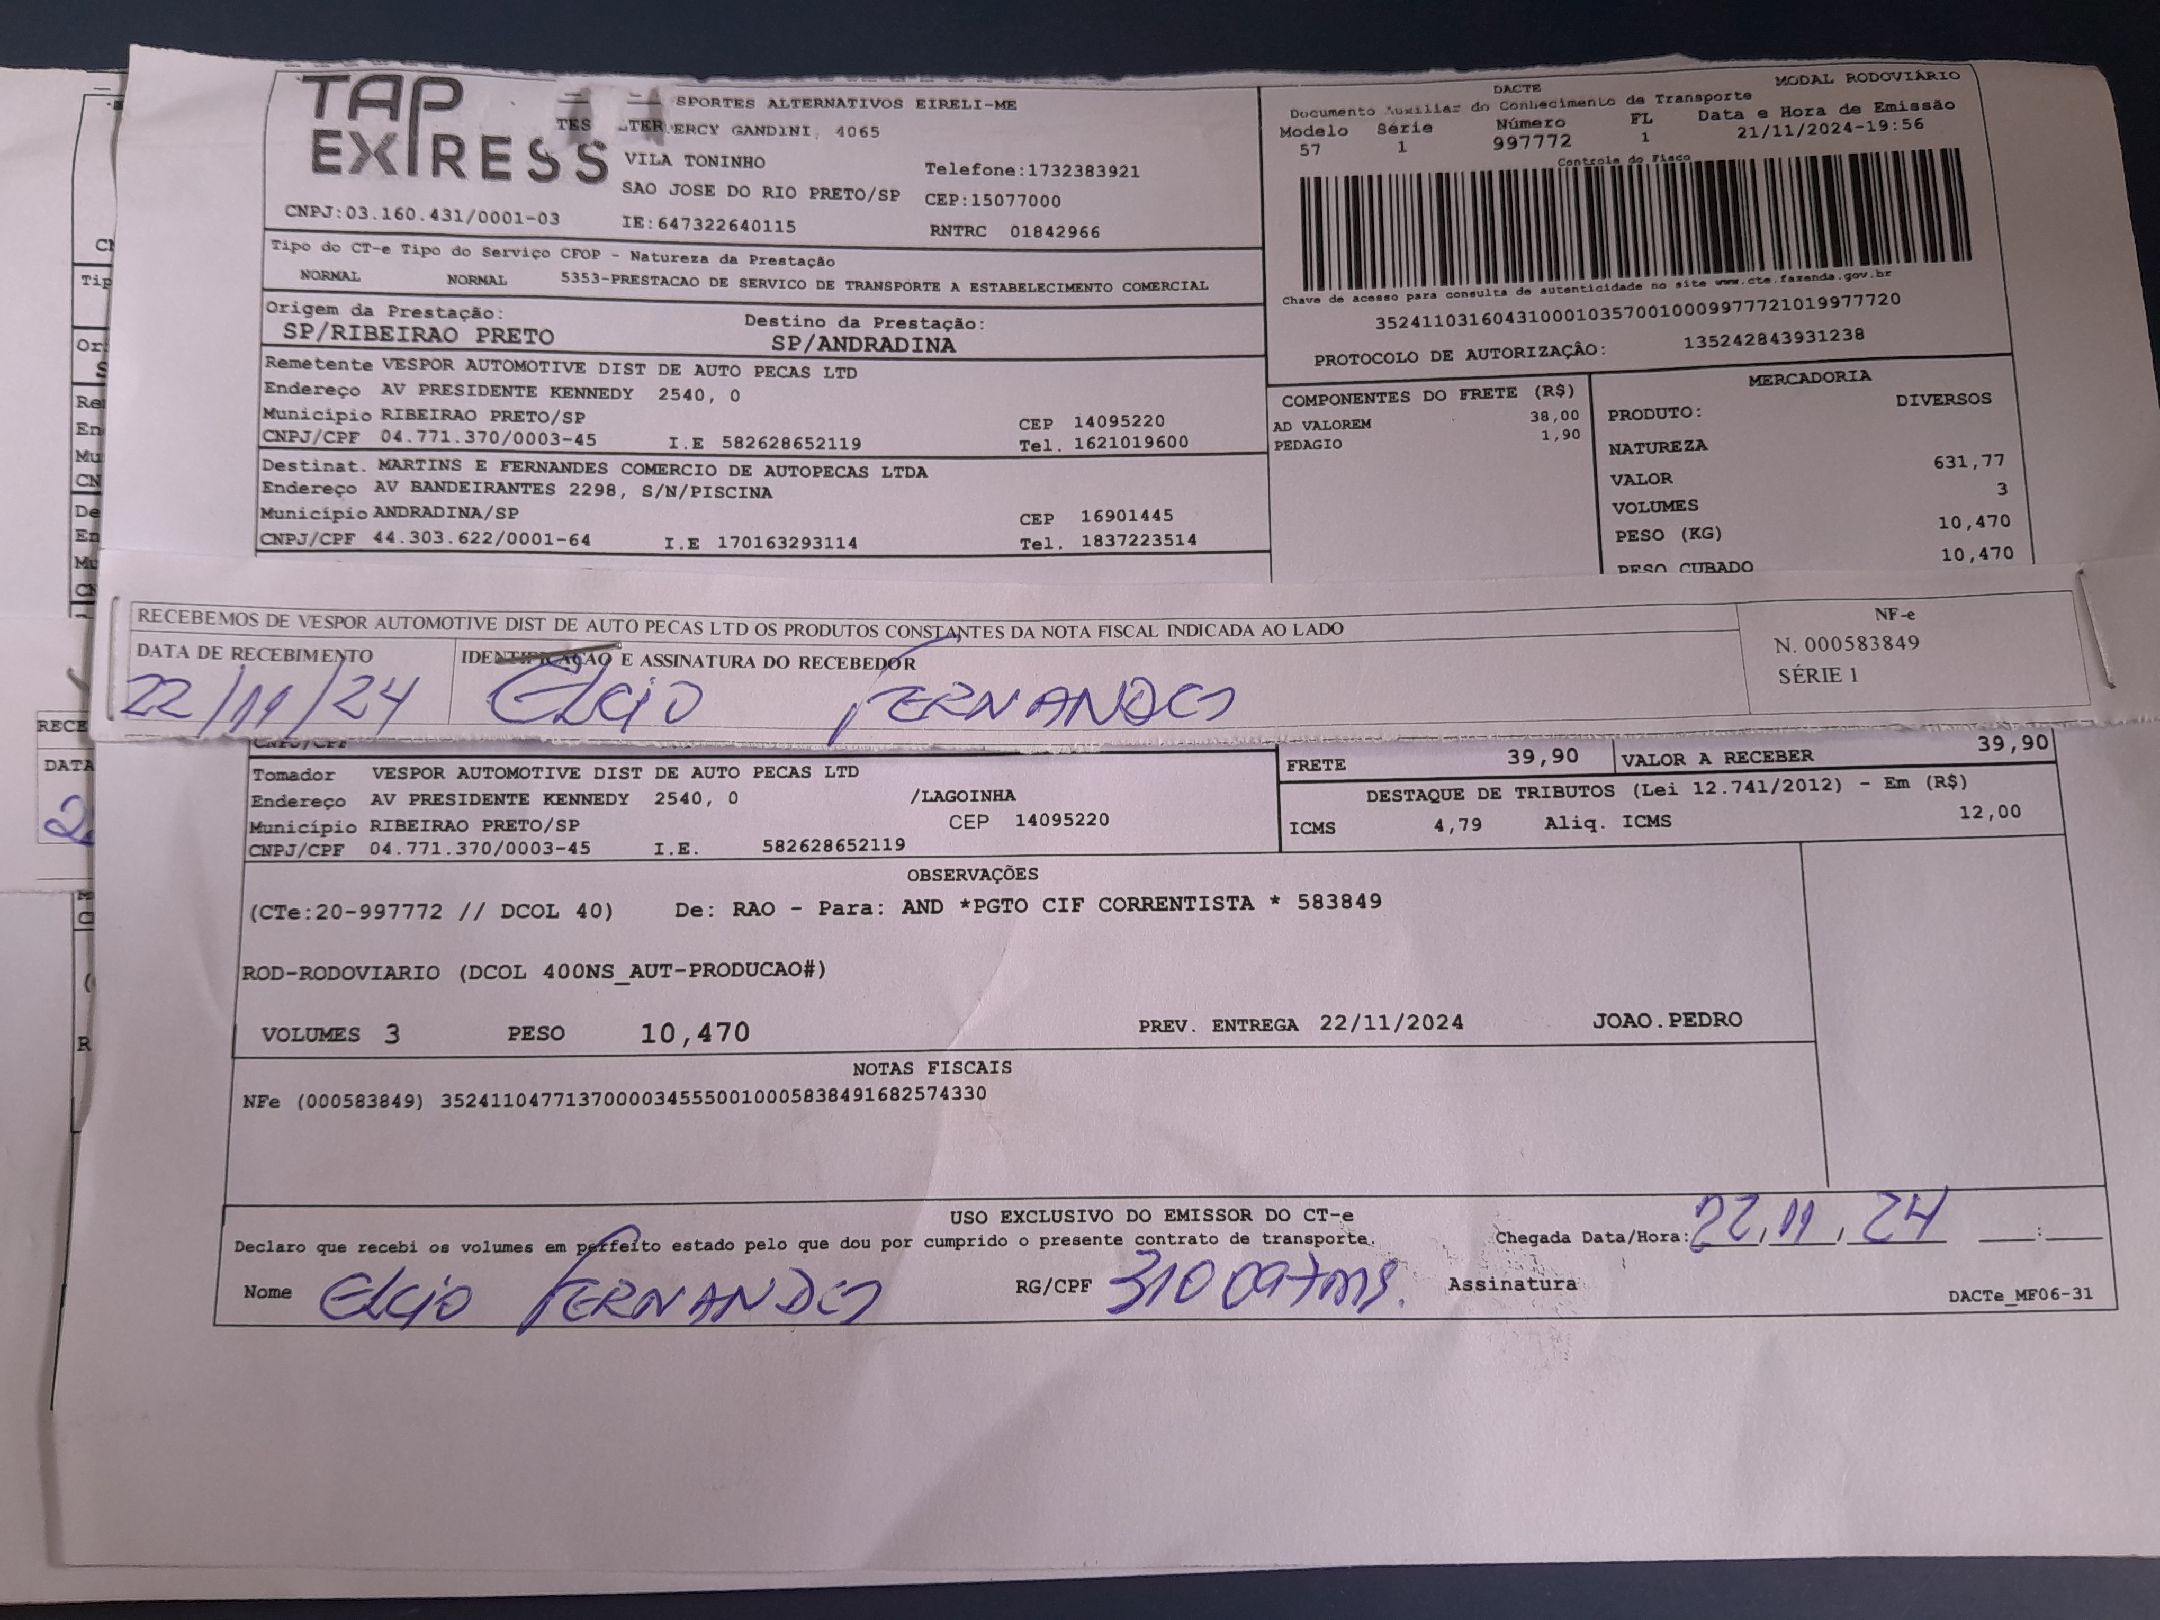 TAP
EXPRESS
SPORTES ALTERNATIVOS EIRELI-ME
TES LTER ERCY GANDINI, 4065
VILA TONINHO
Telefone:1732383921
SAO JOSE DO RIO PRETO/SP
CEP:15077000
CNPJ:03.160.431/0001-03
IE:647322640115
RNTRC 01842966
DACTE
MODAL RODOVIÁRIO
Documento Auxiliar do Conhecimento de Transporte
Modelo Série Número FL Data e Hora de Emissão
57 1 997772 1 21/11/2024-19:56
Controle do Fisco
Chave de acesso para consulta de autenticidade no site www.cte.fazenda.gov.br
35241103160431000103570010009977721019977720
PROTOCOLO DE AUTORIZAÇÂO: 135242843931238
Tipo do CT-e Tipo do Serviço CFOP - Natureza da Prestação
NORMAL NORMAL 5353-PRESTACAO DE SERVICO DE TRANSPORTE A ESTABELECIMENTO COMERCIAL
Origem da Prestação:
SP/RIBEIRAO PRETO
Destino da Prestação:
SP/ANDRADINA
Remetente VESPOR AUTOMOTIVE DIST DE AUTO PECAS LTD
Endereço AV PRESIDENTE KENNEDY 2540, 0
Município RIBEIRAO PRETO/SP CEP 14095220
CNPJ/CPF 04.771.370/0003-45 I.E 582628652119 Tel. 1621019600
Destinat. MARTINS E FERNANDES COMERCIO DE AUTOPECAS LTDA
Endereço AV BANDEIRANTES 2298, S/N/PISCINA
Município ANDRADINA/SP CEP 16901445
CNPJ/CPF 44.303.622/0001-64 I.E 170163293114 Tel. 1837223514
COMPONENTES DO FRETE (R$)
AD VALOREM 38,00
PEDAGIO 1,90
MERCADORIA
PRODUTO: DIVERSOS
NATUREZA
VALOR 631,77
VOLUMES 3
PESO (KG) 10,470
PESO CUBADO 10,470
RECEBEMOS DE VESPOR AUTOMOTIVE DIST DE AUTO PECAS LTD OS PRODUTOS CONSTANTES DA NOTA FISCAL INDICADA AO LADO
DATA DE RECEBIMENTO
IDENTIFICAÇAO E ASSINATURA DO RECEBEDOR
22/11/24 ELCIO FERNANDES
NF-e
N. 000583849
SÉRIE 1
CNPJ/CPF
Tomador VESPOR AUTOMOTIVE DIST DE AUTO PECAS LTD
Endereço AV PRESIDENTE KENNEDY 2540, 0 /LAGOINHA
Município RIBEIRAO PRETO/SP CEP 14095220
CNPJ/CPF 04.771.370/0003-45 I.E. 582628652119
FRETE 39,90 VALOR A RECEBER 39,90
DESTAQUE DE TRIBUTOS (Lei 12.741/2012) - Em (R$)
ICMS 4,79 Aliq. ICMS 12,00
OBSERVAÇÕES
(CTe:20-997772 // DCOL 40) De: RAO - Para: AND *PGTO CIF CORRENTISTA * 583849
ROD-RODOVIARIO (DCOL 400NS_AUT-PRODUCAO#)
VOLUMES 3 PESO 10,470 PREV. ENTREGA 22/11/2024 JOAO.PEDRO
NOTAS FISCAIS
NFe (000583849) 35241104771370000345550010005838491682574330
USO EXCLUSIVO DO EMISSOR DO CT-e
Declaro que recebi os volumes em perfeito estado pelo que dou por cumprido o presente contrato de transporte.
Chegada Data/Hora: 22,11,24 :
Nome ELCIO FERNANDES RG/CPF Assinatura
DACTe_MF06-31